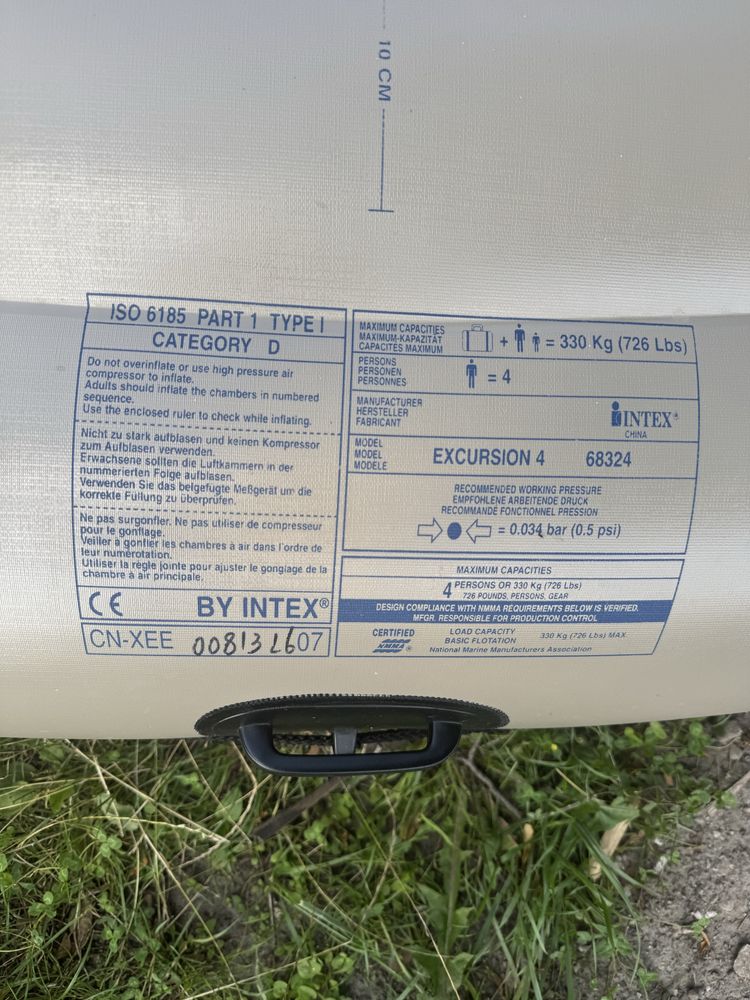 10 CM
ISO 6185 PART 1 TYPE I
CATEGORY D
Do not overinflate or use high pressure air
compressor to inflate.
Adults should inflate the chambers in numbered
sequence.
Use the enclosed ruler to check while inflating.
Nicht zu stark aufblasen und keinen Kompressor
zum Aufblasen verwenden.
Erwachsene sollten die Luftkammern in der
nummerierten Folge aufblasen.
Verwenden Sie das beigefugte Meßgerät um die
korrekte Füllung zu überprüfen.
Ne pas surgonfler. Ne pas utiliser de compresseur
pour le gonflage.
Veiller à gonfler les chambres à air dans l'ordre de
leur numérotation.
Utiliser la règle jointe pour ajuster le gonglage de la
chambre à air principale.
CE BY INTEX®
CN-XEE 00813L607
MAXIMUM CAPACITIES
MAXIMUM-KAPAZITÄT
CAPACITÉS MAXIMUM
+ = 330 Kg (726 Lbs)
PERSONS
PERSONEN
PERSONNES
= 4
MANUFACTURER
HERSTELLER
FABRICANT
INTEX®
CHINA
MODEL
MODEL
MODELE
EXCURSION 4 68324
RECOMMENDED WORKING PRESSURE
EMPFOHLENE ARBEITENDE DRUCK
RECOMMANDE FONCTIONNEL PRESSION
= 0.034 bar (0.5 psi)
MAXIMUM CAPACITIES
4 PERSONS OR 330 Kg (726 Lbs)
726 POUNDS, PERSONS, GEAR
DESIGN COMPLIANCE WITH NMMA REQUIREMENTS BELOW IS VERIFIED.
MFGR. RESPONSIBLE FOR PRODUCTION CONTROL
CERTIFIED
NMMA
LOAD CAPACITY 330 Kg (726 Lbs) MAX
BASIC FLOTATION
National Marine Manufacturers Association